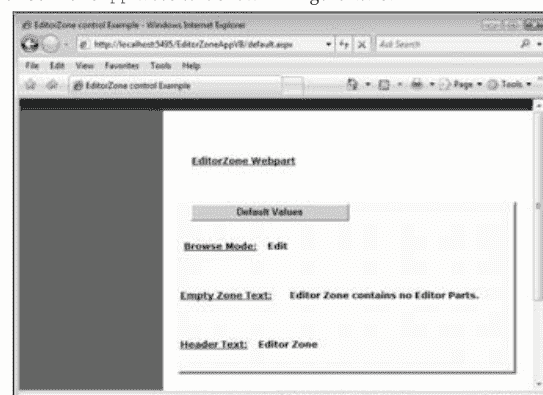 EditorZone control Example - Windows Internet Explorer
http://localhost:5495/EditorZoneAppVB/default.aspx
Ask Search
File Edit View Favorites Tools Help
EditorZone control Example
Page
Tools
EditorZone Webpart
Default Values
Browse Mode: Edit
Empty Zone Text: Editor Zone contains no Editor Parts.
Header Text: Editor Zone